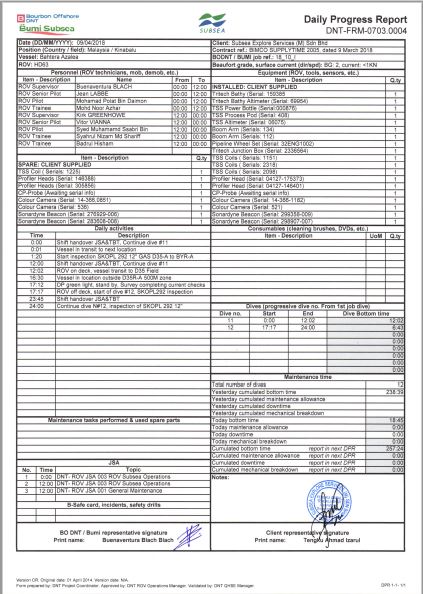 Bourbon Offshore
DNT
Bumi Subsea
SUBSEA
Daily Progress Report
DNT-FRM-0703.0004
Date (DD/MM/YYYY): 09/04/2018
Client: Subsea Explore Services (M) Sdn Bhd
Position (Country / field): Malaysia / Kinabalu
Contract ref.: BIMCO SUPPLYTIME 2005, dated 9 March 2018
Vessel: Bahtera Azalea
BODNT / BUMI job ref.: 18_10_I
ROV: HD63
Beaufort grade, surface current (dir/spd): BG: 2, current: <1KN
Personnel (ROV technicians, mob, demob, etc.)
Equipment (ROV, tools, sensors, etc.)
Item - Description From To
Item - Description Q.ty
ROV Supervisor Buenaventura BLACH 00:00 12:00
INSTALLED: CLIENT SUPPLIED
ROV Senior Pilot Jean LABBE 00:00 12:00
Tritech Bathy (Serial: 159385 1
ROV Pilot Mohamad Polat Bin Daimon 00:00 12:00
Tritech Bathy Altimeter (Serial: 69954) 1
ROV Trainee Mohd Noor Azhar 00:00 12:00
TSS Power Bottle (Serial:000875) 1
ROV Supervisor Kirk GREENHOWE 12:00 00:00
TSS Process Pod (Serial: 408) 1
ROV Senior Pilot Vitor VIANNA 12:00 00:00
TSS Altimeter (Serial: 06075) 1
ROV Pilot Syed Muhamamd Ssabri Bin 12:00 00:00
Boom Arm (Serial: 134) 1
ROV Trainee Syahrul Nizam Md Shariff 12:00 00:00
Boom Arm (Serial: 112) 1
ROV Trainee Badrul Hisham 12:00 00:00
Pipeline Wheel Set (Serial: 32ENG1002) 1
Tritech Junction Box(Serial: 2338564) 1
Item - Description Q.ty
TSS Coil (Serial: 1151) 1
SPARE: CLIENT SUPPLIED
TSS Coils (Serial: 2318) 1
TSS Coil (Serial: 1225) 1
TSS Coils (Serial: 2098) 1
Profiler Heads (Serial: 146388) 1
Profiler Head (Serial: 04127-175373) 1
Profiler Heads (Serial: 305856) 1
Profiler Head (Serial: 04127-146401) 1
CP-Probe (Awaiting serial info) 1
CP-Probe (Awaiting serial info) 1
Colour Camera (Serial: 14-366.0851) 1
Colour Camera (Serial: 14-366-1162) 1
Colour Camera (Serial: 536) 1
Colour Camera (Serial: 521) 1
Sonardyne Beacon (Serial: 276929-006) 1
Sonardyne Beacon (Serial: 299358-009) 1
Sonardyne Beacon (Serial: 283608-008) 1
Sonardyne Beacon (Serial: 298907-007) 1
Daily activities
Consumables (cleaning brushes, DVDs, etc.)
Time Description
Item - Description UoM Q.ty
0:00 Shift handover JSA&TBT, Continue dive #11
0:01 Vessel in transit to next location
1:20 Start inspection SKOPL 292 12" GAS D35-A to BYR-A
12:00 Shift handover JSA&TBT, Continue dive #11
12:02 ROV on deck, vessel transit to D35 Field
16:30 Vessel in location outside D35R-A 500M zone
17:12 DP green light, stand by, Survey completing current checks
17:17 ROV off deck, start of dive #12, SKOPL292 Inspection
23:45 Shift handover JSA&TBT
24:00 Continue dive N#12, inspection of SKOPL 292 12"
Dives (progressive dive no. From 1st job dive)
Dive no. Start End Dive Bottom time
11 0:00 12:02 12:02
12 17:17 24:00 6:43
0:00
0:00
0:00
0:00
0:00
Maintenance time
Total number of dives 12
Yesterday cumulated bottom time 238:39
Yesterday cumulated maintenance allowance
Yesterday cumulated downtime
Yesterday cumulated mechanical breakdown
Maintenance tasks performed & used spare parts
Today bottom time 18:45
Today maintenance allowance 0:00
Today downtime 0:00
Today mechanical breakdown 0:00
Cumulated bottom time report in next DPR 257:24
Cumulated maintenance allowance report in next DPR 0:00
JSA
Cumulated downtime report in next DPR 0:00
No. Time Topic
Cumulated mechanical breakdown report in next DPR 0:00
1 0:00 DNT- ROV JSA 003 ROV Subsea Operations
Notes:
2 12:00 DNT- ROV JSA 003 ROV Subsea Operations
3 12:00 DNT- ROV JSA 001 General Maintenance
B-Safe card, incidents, safety drills
BO DNT / Bumi representative signature
Client representative signature
Print name: Buenaventura Blach Blach
Print name: Tengku Ahmad Izarul
Version OR. Original date: 01 April 2014. Version date: N/A.
Prepared by: DNT Project Coordinator. Approved by: DNT ROV Operations Manager. Validated by: DNT QHSE Manager.
DPR 1-1- 1/1